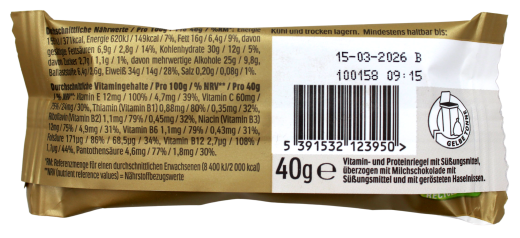 Durchschnittliche Nährwerte / Pro 100g / Pro 40g / %RM*: Energie
/371kcal, Energie 620kJ/149kcal / 7%, Fett 16g / 6,4g / 9%, davon
gesättigte Fettsäuren 6,9g / 2,8g / 14%, Kohlenhydrate 30g / 12g / 5%,
davon Zucker 2,7g / 1,1g / 1%, davon mehrwertige Alkohole 25g / 9,8g,
Ballaststoffe 6,4g / 2,6g, Eiweiß 34g / 14g / 28%, Salz 0,20g / 0,08g / 1%.
Durchschnittliche Vitamingehalte / Pro 100g / % NRV** / Pro 40g
Vitamin E 12mg / 100% / 4,7mg / 39%, Vitamin C 60mg /
75% / 24mg / 30%, Thiamin (Vitamin B1) 0,88mg / 80% / 0,35mg / 32%,
Riboflavin (Vitamin B2) 1,1mg / 79% / 0,45mg / 32%, Niacin (Vitamin B3)
12mg / 75% / 4,9mg / 31%, Vitamin B6 1,1mg / 79% / 0,43mg / 31%,
Folsäure 171µg / 86% / 68,5µg / 34%, Vitamin B12 2,7µg / 108% /
1,1µg / 44%, Pantothensäure 4,6mg / 77% / 1,8mg / 30%.
*RM: Referenzmenge für einen durchschnittlichen Erwachsenen (8 400 kJ / 2 000 kcal)
**NRV (nutrient reference values) = Nährstoffbezugswerte
Kühl und trocken lagern. Mindestens haltbar bis:
15-03-2026 B
100158 09:15
5 391532 123950 >
GELBE TONNE
40g e
Vitamin- und Proteinriegel mit Süßungsmittel,
überzogen mit Milchschokolade mit
Süßungsmittel und mit gerösteten Haselnüssen.